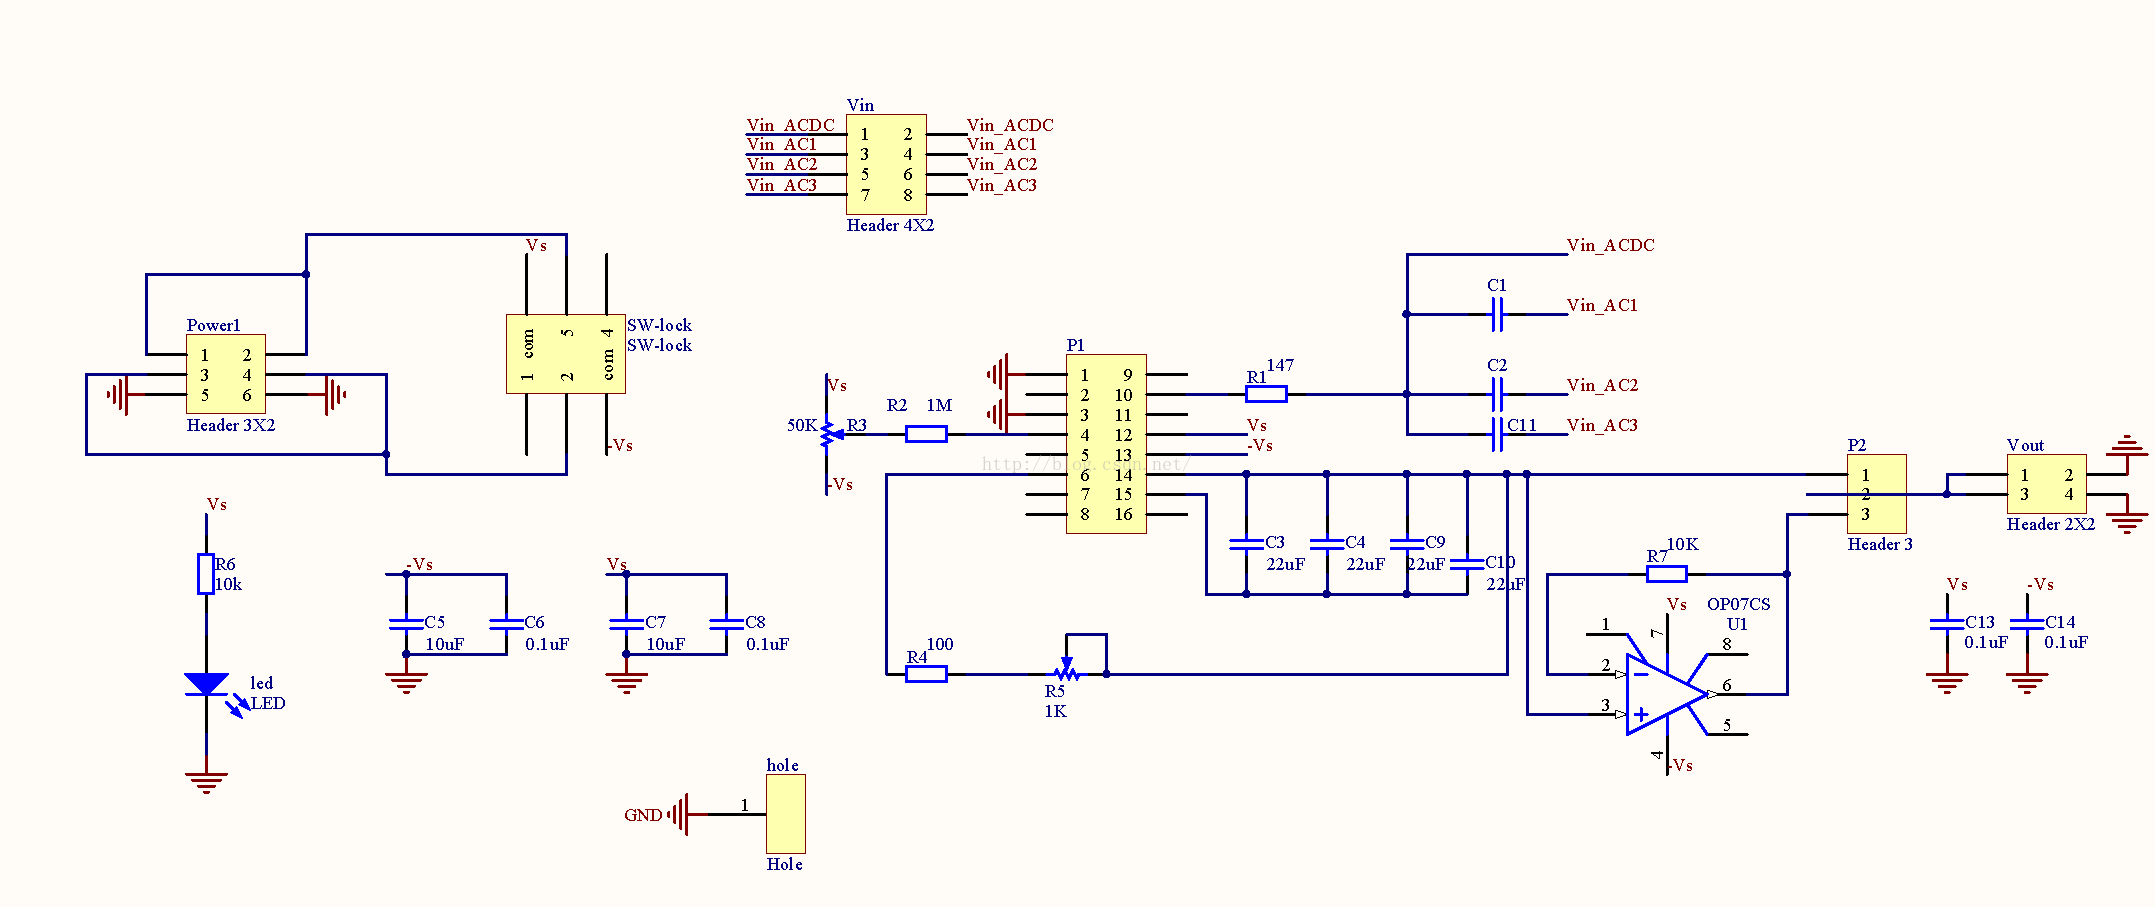 Vin
Vin_ACDC 1 2 Vin_ACDC
Vin_AC1 3 4 Vin_AC1
Vin_AC2 5 6 Vin_AC2
Vin_AC3 7 8 Vin_AC3
Header 4X2
Power1
1 2
3 4
5 6
Header 3X2
Vs
com 5 com 4
1 2
SW-lock
SW-lock
-Vs
Vs
R6
10k
led
LED
-Vs
C5
10uF
C6
0.1uF
Vs
C7
10uF
C8
0.1uF
hole
GND 1
Hole
Vs
50K R3
-Vs
R2 1M
P1
1 9
2 10
3 11
4 12 Vs
5 13 -Vs
6 14
7 15
8 16
http://blog.csdn.net/
147
R1
Vin_ACDC
C1
Vin_AC1
C2
Vin_AC2
C11
Vin_AC3
C3
22uF
C4
22uF
C9
22uF
C10
22uF
100
R4
R5
1K
10K
R7
OP07CS
U1
Vs
7
1
8
2
6
3
5
4
-Vs
P2
1
2
3
Header 3
Vout
1 2
3 4
Header 2X2
Vs
C13
0.1uF
-Vs
C14
0.1uF